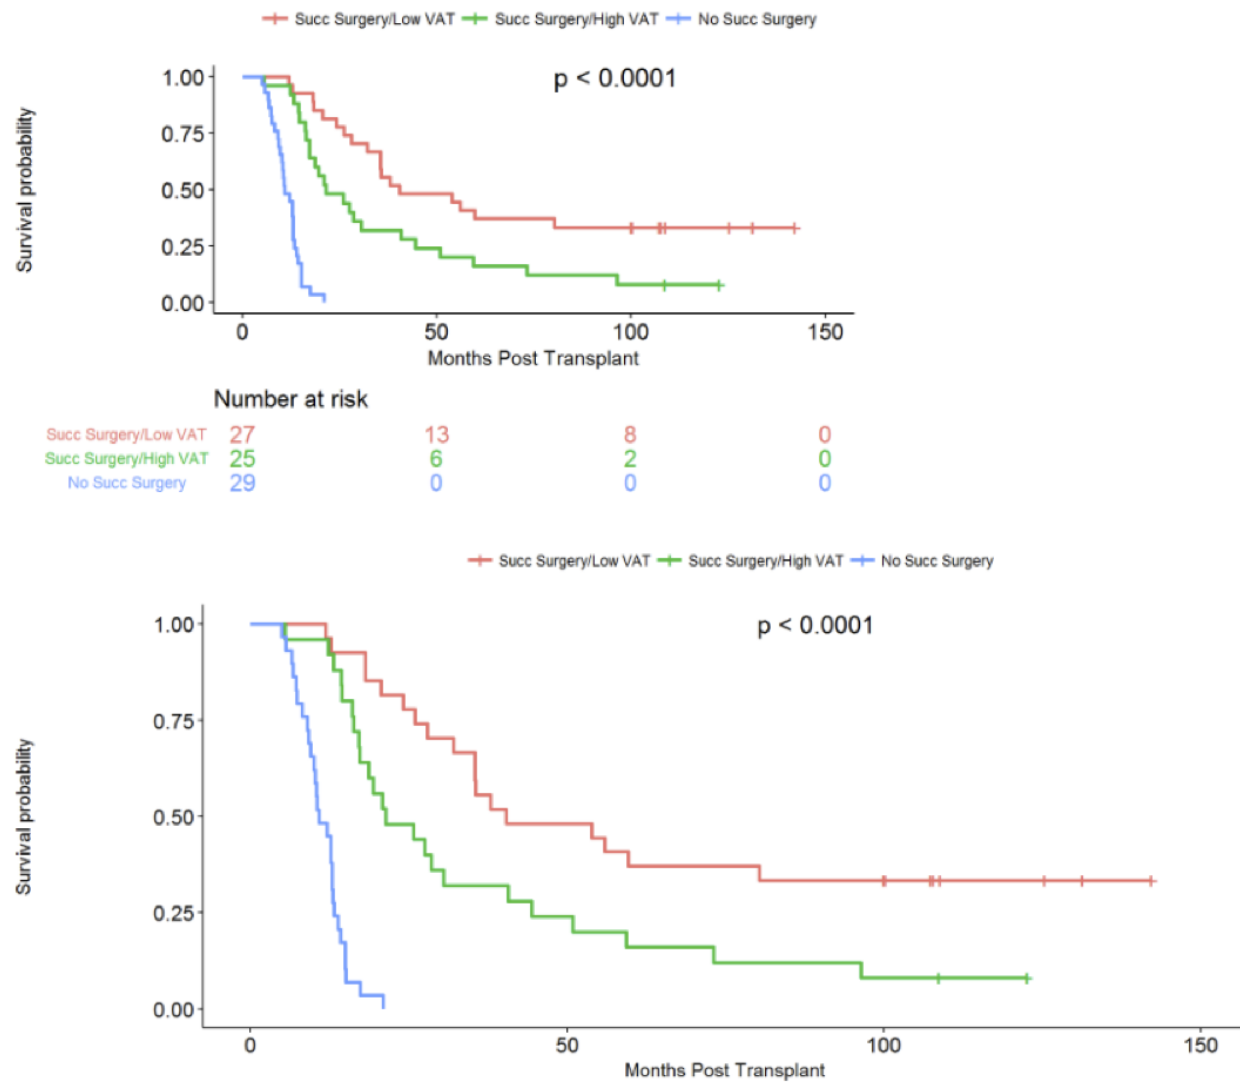 Succ Surgery/Low VAT Succ Surgery/High VAT No Succ Surgery
p < 0.0001
Survival probability
1.00
0.75
0.50
0.25
0.00
0 50 100 150
Months Post Transplant
Number at risk
Succ Surgery/Low VAT 27 13 8 0
Succ Surgery/High VAT 25 6 2 0
No Succ Surgery 29 0 0 0
Succ Surgery/Low VAT Succ Surgery/High VAT No Succ Surgery
p < 0.0001
Survival probability
1.00
0.75
0.50
0.25
0.00
0 50 100 150
Months Post Transplant